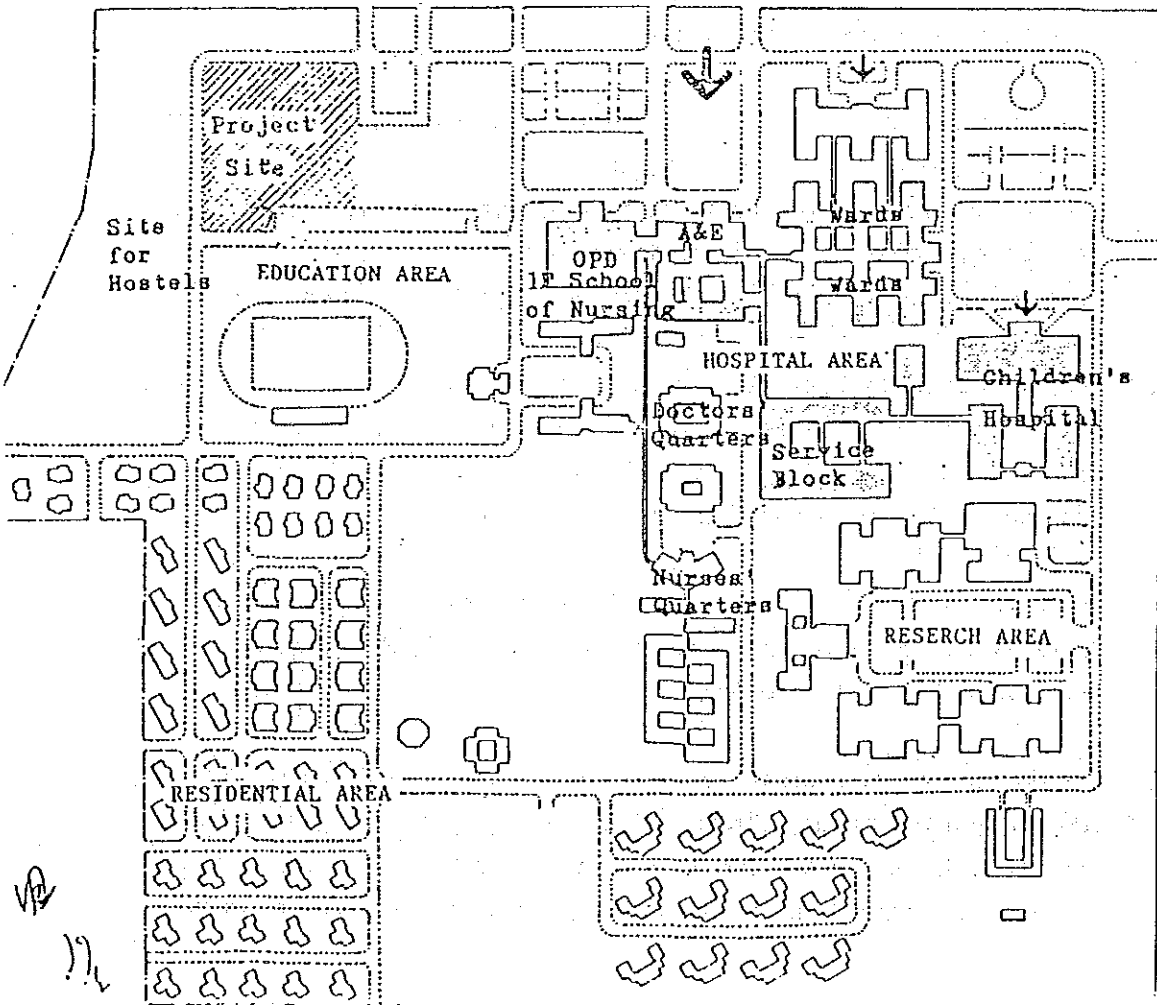 Project
Site
Site
for
Hostels
EDUCATION AREA
OPD
A&E
Wards
Wards
School
of Nursing
HOSPITAL AREA
Children's
Hospital
Doctors
Quarters
Service
Block
Nurses'
Quarters
RESERCH AREA
RESIDENTIAL AREA